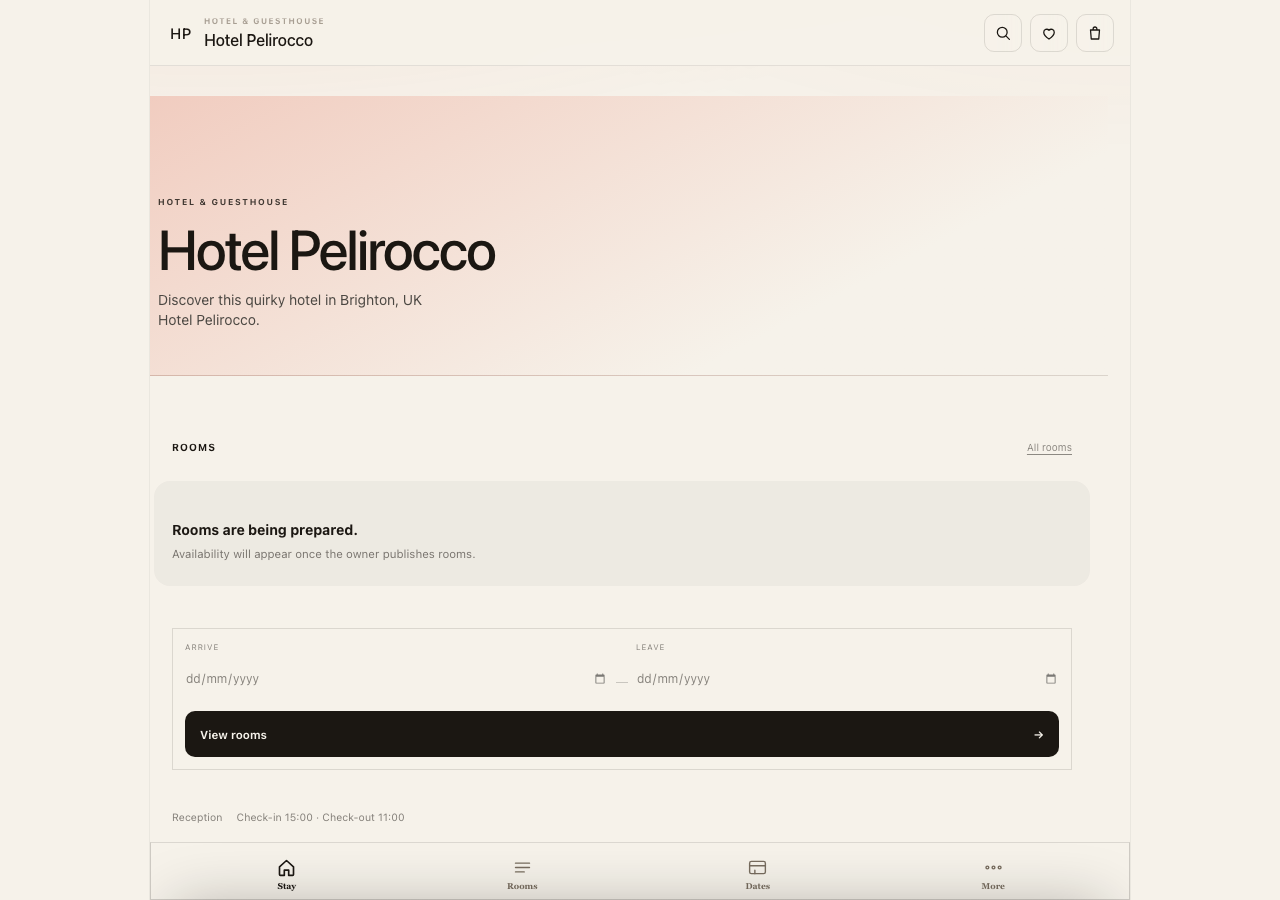 HP
HOTEL & GUESTHOUSE
Hotel Pelirocco
HOTEL & GUESTHOUSE
Hotel Pelirocco
Discover this quirky hotel in Brighton, UK
Hotel Pelirocco.
ROOMS
All rooms
Rooms are being prepared.
Availability will appear once the owner publishes rooms.
ARRIVE
LEAVE
dd/mm/yyyy
dd/mm/yyyy
View rooms
Reception
Check-in 15:00 · Check-out 11:00
Stay
Rooms
Dates
More